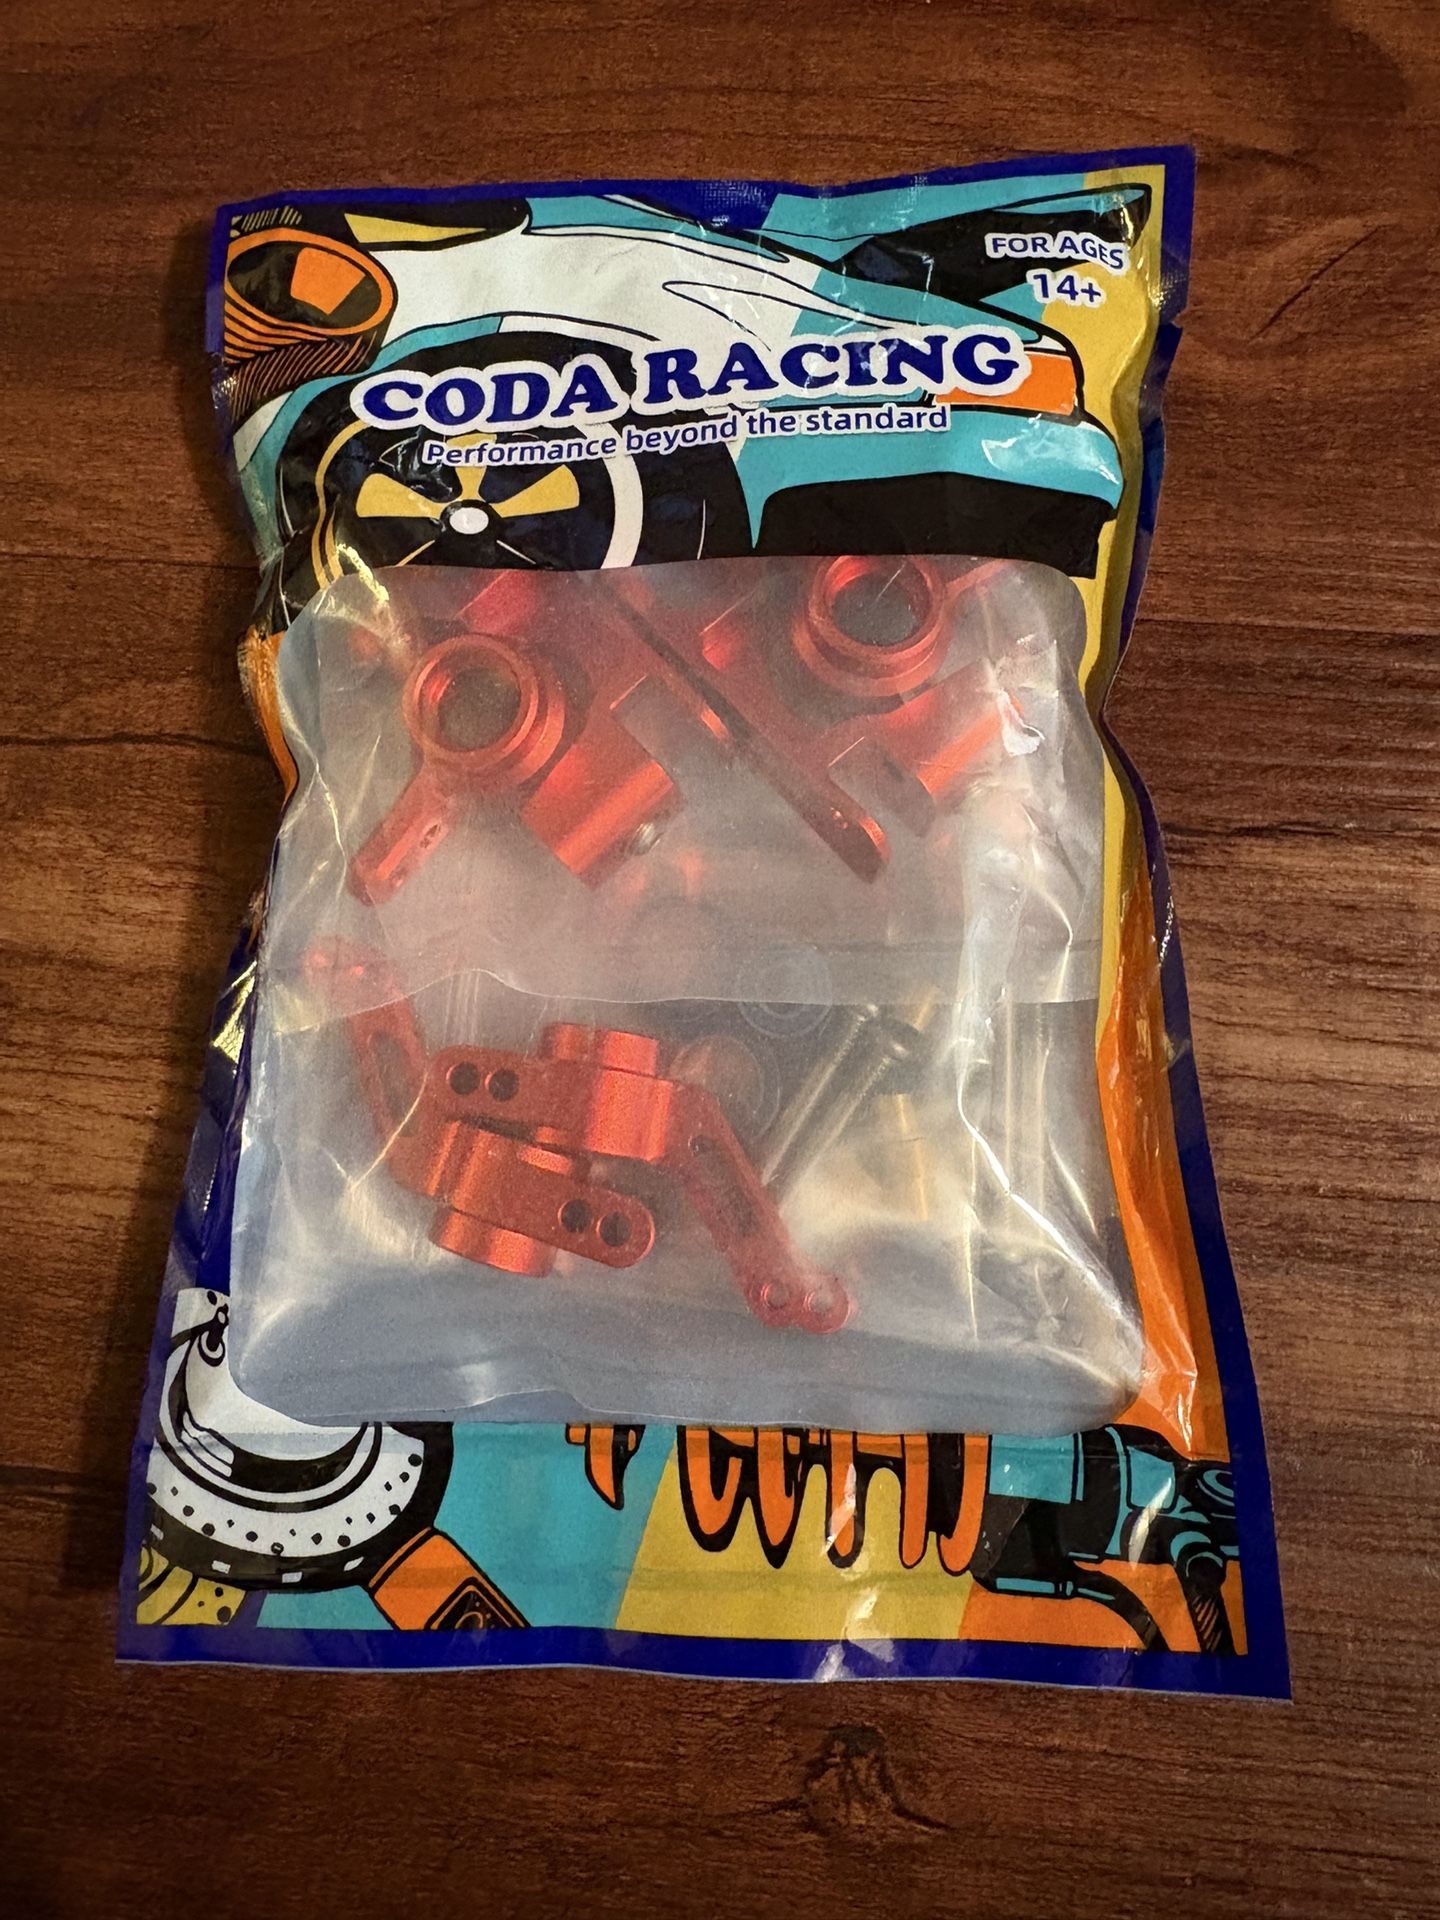 FOR AGES
14+
CODA RACING
Performance beyond the standard